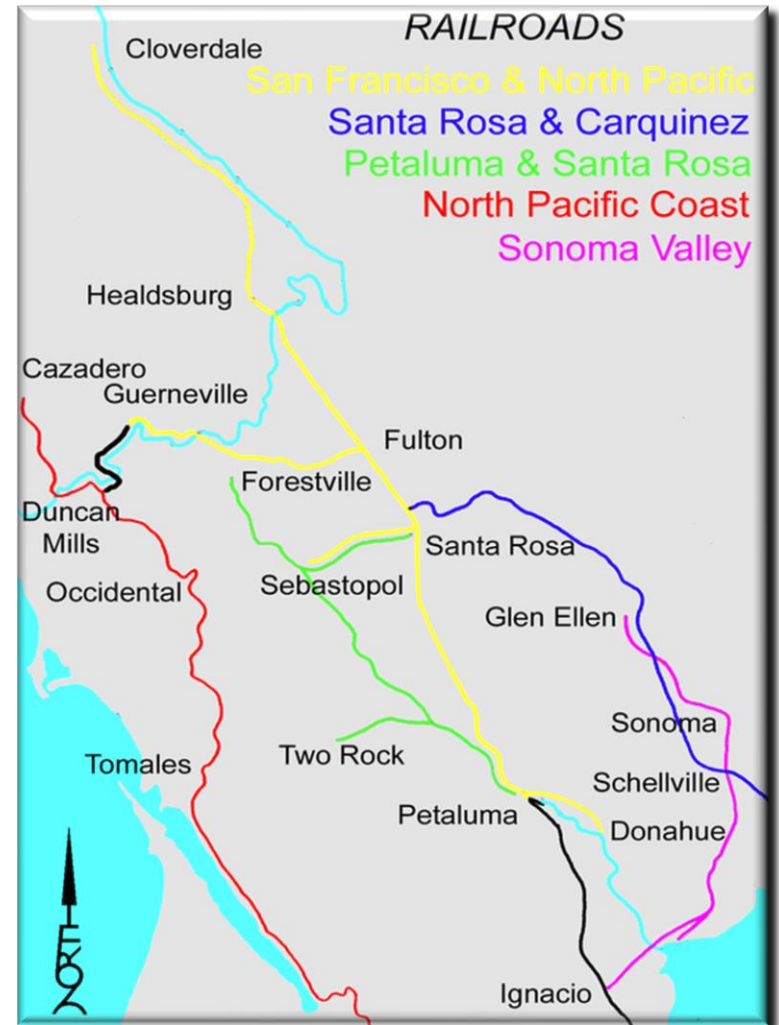 RAILROADS
San Francisco & North Pacific
Santa Rosa & Carquinez
Petaluma & Santa Rosa
North Pacific Coast
Sonoma Valley
Cloverdale
Healdsburg
Cazadero
Guerneville
Fulton
Forestville
Duncan
Mills
Santa Rosa
Sebastopol
Occidental
Glen Ellen
Sonoma
Two Rock
Tomales
Schellville
Petaluma
Donahue
Ignacio
NORTH